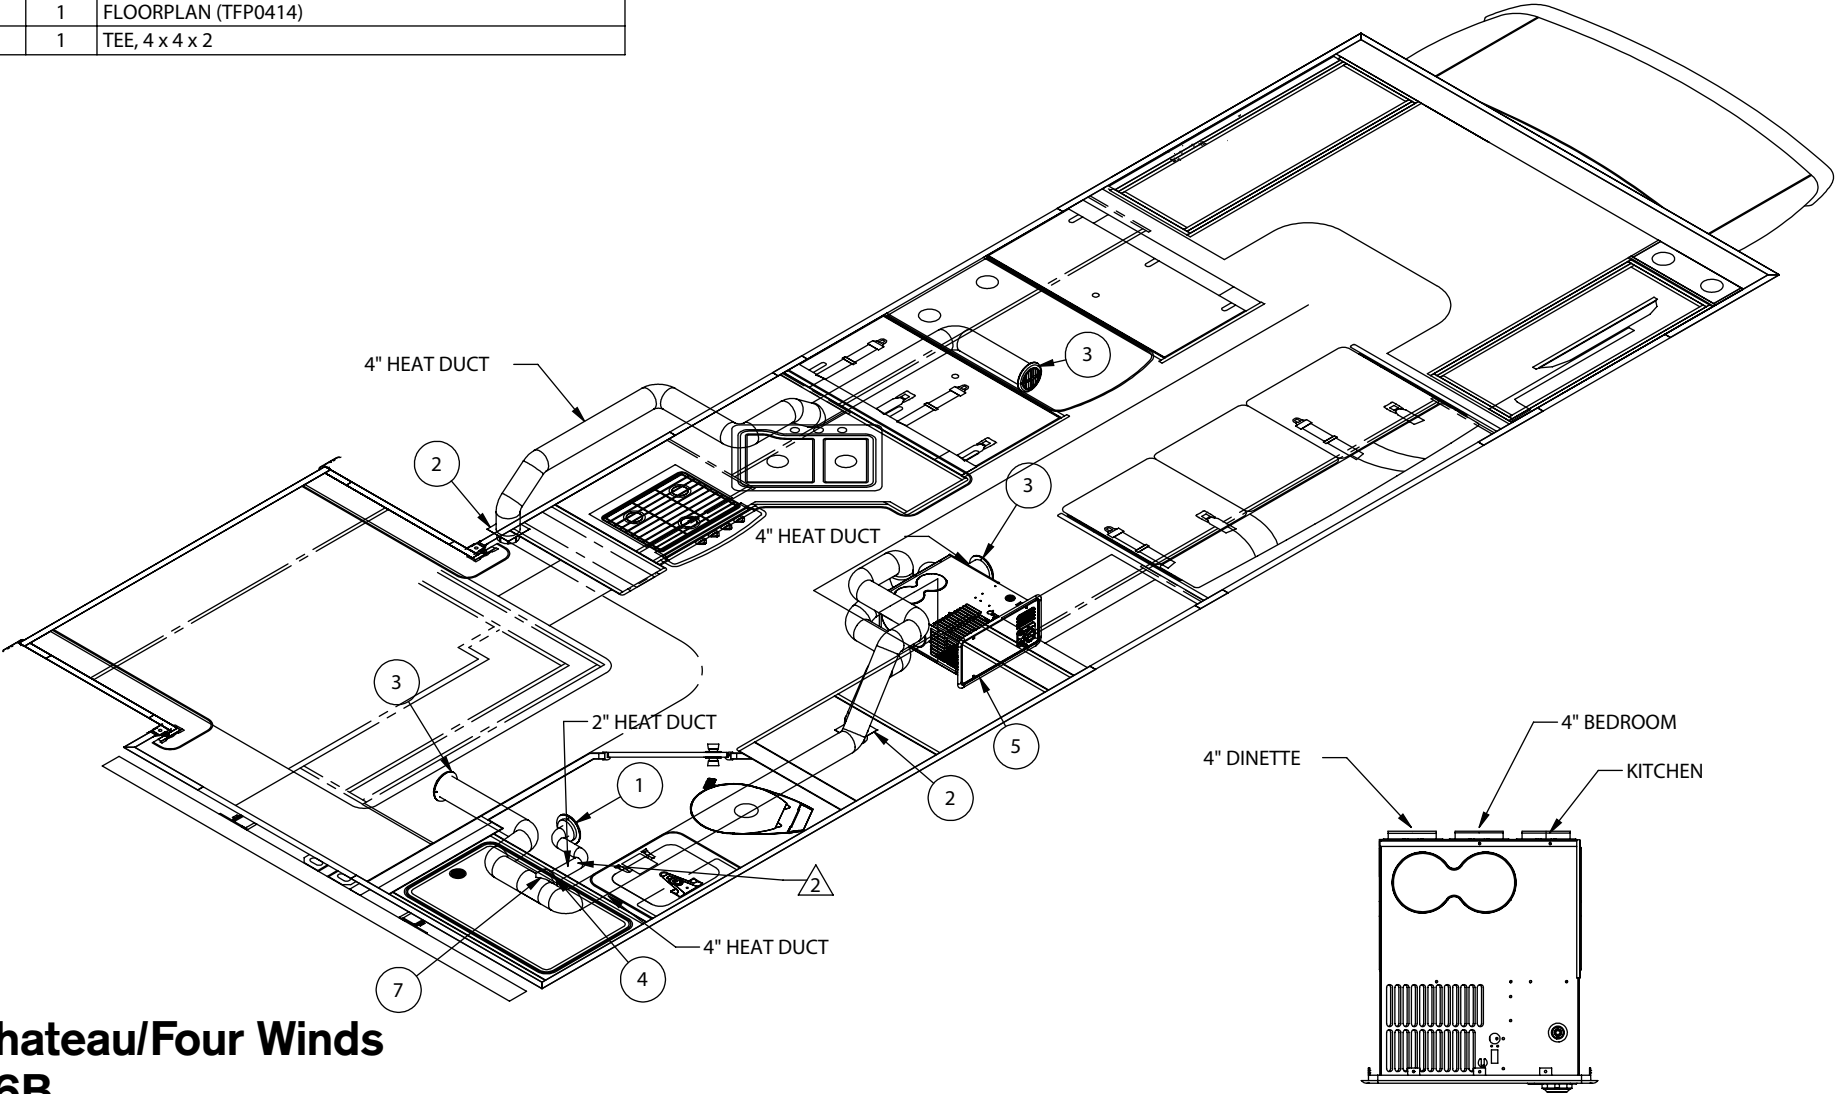 1 FLOORPLAN (TFP0414)
1 TEE, 4 x 4 x 2
4" HEAT DUCT
3
2
3
4" HEAT DUCT
3
2" HEAT DUCT
5
4" BEDROOM
4" DINETTE
KITCHEN
1
2
2
4" HEAT DUCT
4
7
hateau/Four Winds
6B